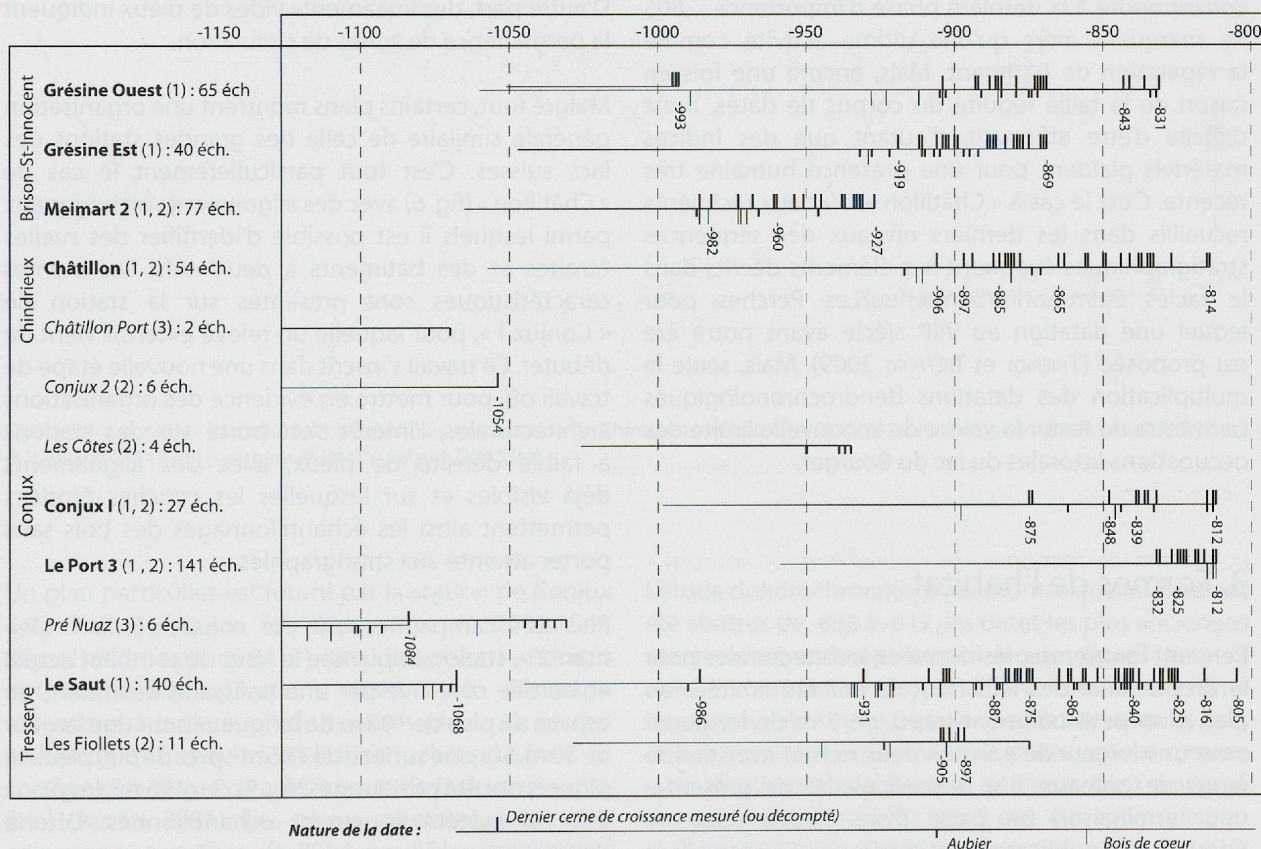 -1150 -1100 -1050 -1000 -950 -900 -850 -800
Brison-St-Innocent
Grésine Ouest (1) : 65 éch
-993 -843 -831
Grésine Est (1) : 40 éch.
-919 -869
Meimart 2 (1, 2) : 77 éch.
-983 -960 -927
Chindrieux
Châtillon (1, 2) : 54 éch.
-906 -897 -885 -865 -814
Châtillon Port (3) : 2 éch.
Conjux
Conjux 2 (2) : 6 éch.
-1054
Les Côtes (2) : 4 éch.
Conjux I (1, 2) : 27 éch.
-875 -848 -839 -812
Le Port 3 (1, 2) : 141 éch.
-832 -825 -812
Pré Nuaz (3) : 6 éch.
-1084
Tresserve
Le Saut (1) : 140 éch.
-1068 -986 -931 -887 -875 -861 -840 -825 -816 -805
Les Fiollets (2) : 11 éch.
-905 -897
Nature de la date :
Dernier cerne de croissance mesuré (ou décompté)
Aubier
Bois de coeur